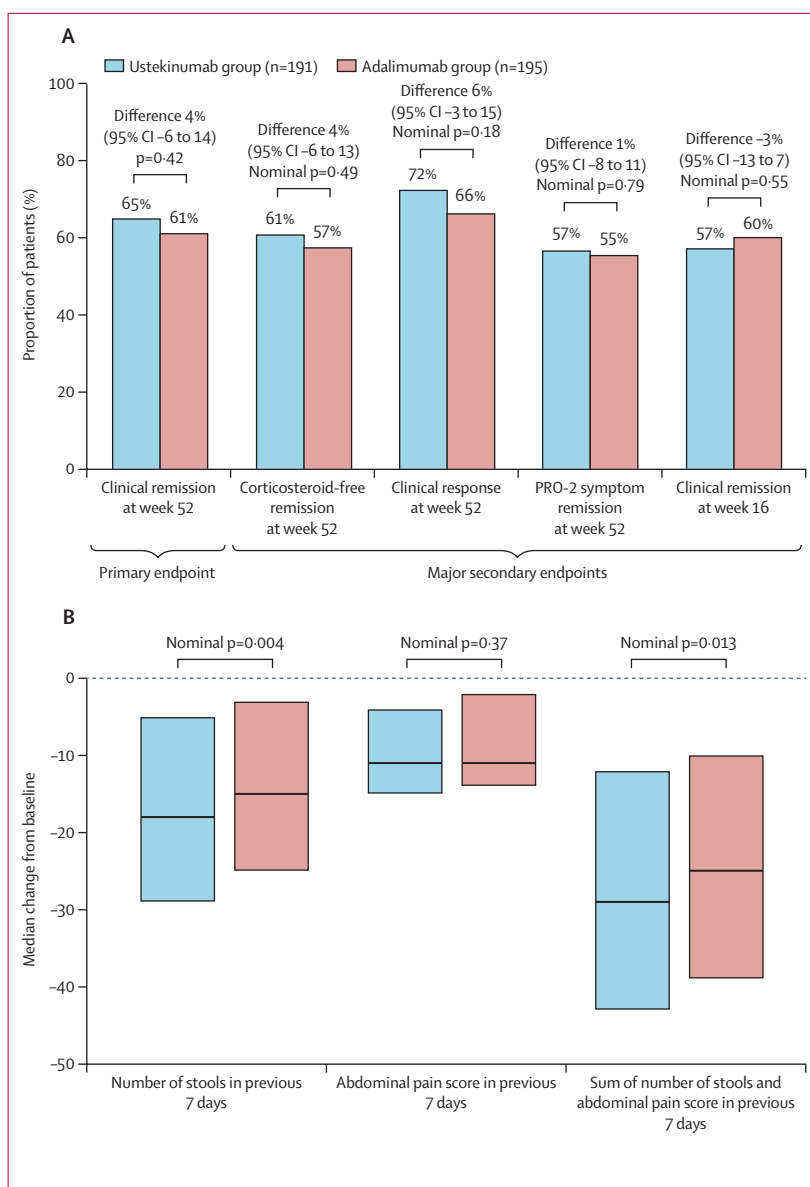 A
Ustekinumab group (n=191) Adalimumab group (n=195)
Proportion of patients (%)
100
80
60
40
20
0
Difference 4%
(95% CI –6 to 14)
p=0·42
65% 61%
Difference 4%
(95% CI –6 to 13)
Nominal p=0·49
61% 57%
Difference 6%
(95% CI –3 to 15)
Nominal p=0·18
72% 66%
Difference 1%
(95% CI –8 to 11)
Nominal p=0·79
57% 55%
Difference –3%
(95% CI –13 to 7)
Nominal p=0·55
57% 60%
Clinical remission
at week 52
Corticosteroid-free
remission
at week 52
Clinical response
at week 52
PRO-2 symptom
remission
at week 52
Clinical remission
at week 16
Primary endpoint
Major secondary endpoints
B
Median change from baseline
0
–10
–20
–30
–40
–50
Nominal p=0·004
Nominal p=0·37
Nominal p=0·013
Number of stools in previous
7 days
Abdominal pain score in previous
7 days
Sum of number of stools and
abdominal pain score in previous
7 days